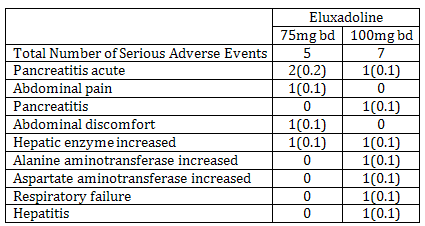 Eluxadoline
75mg bd 100mg bd
Total Number of Serious Adverse Events 5 7
Pancreatitis acute 2(0.2) 1(0.1)
Abdominal pain 1(0.1) 0
Pancreatitis 0 1(0.1)
Abdominal discomfort 1(0.1) 0
Hepatic enzyme increased 1(0.1) 1(0.1)
Alanine aminotransferase increased 0 1(0.1)
Aspartate aminotransferase increased 0 1(0.1)
Respiratory failure 0 1(0.1)
Hepatitis 0 1(0.1)